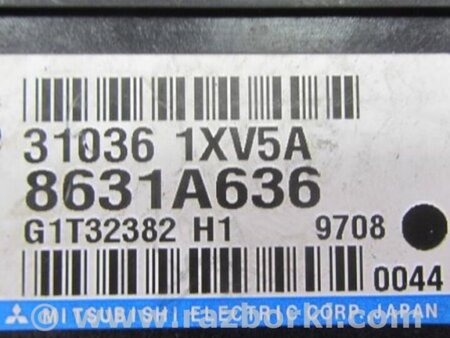 31036 1XV5A
8631A636
G1T32382 H1 9708
0044
MITSUBISHI ELECTRIC CORP. JAPAN
www.razborki.com